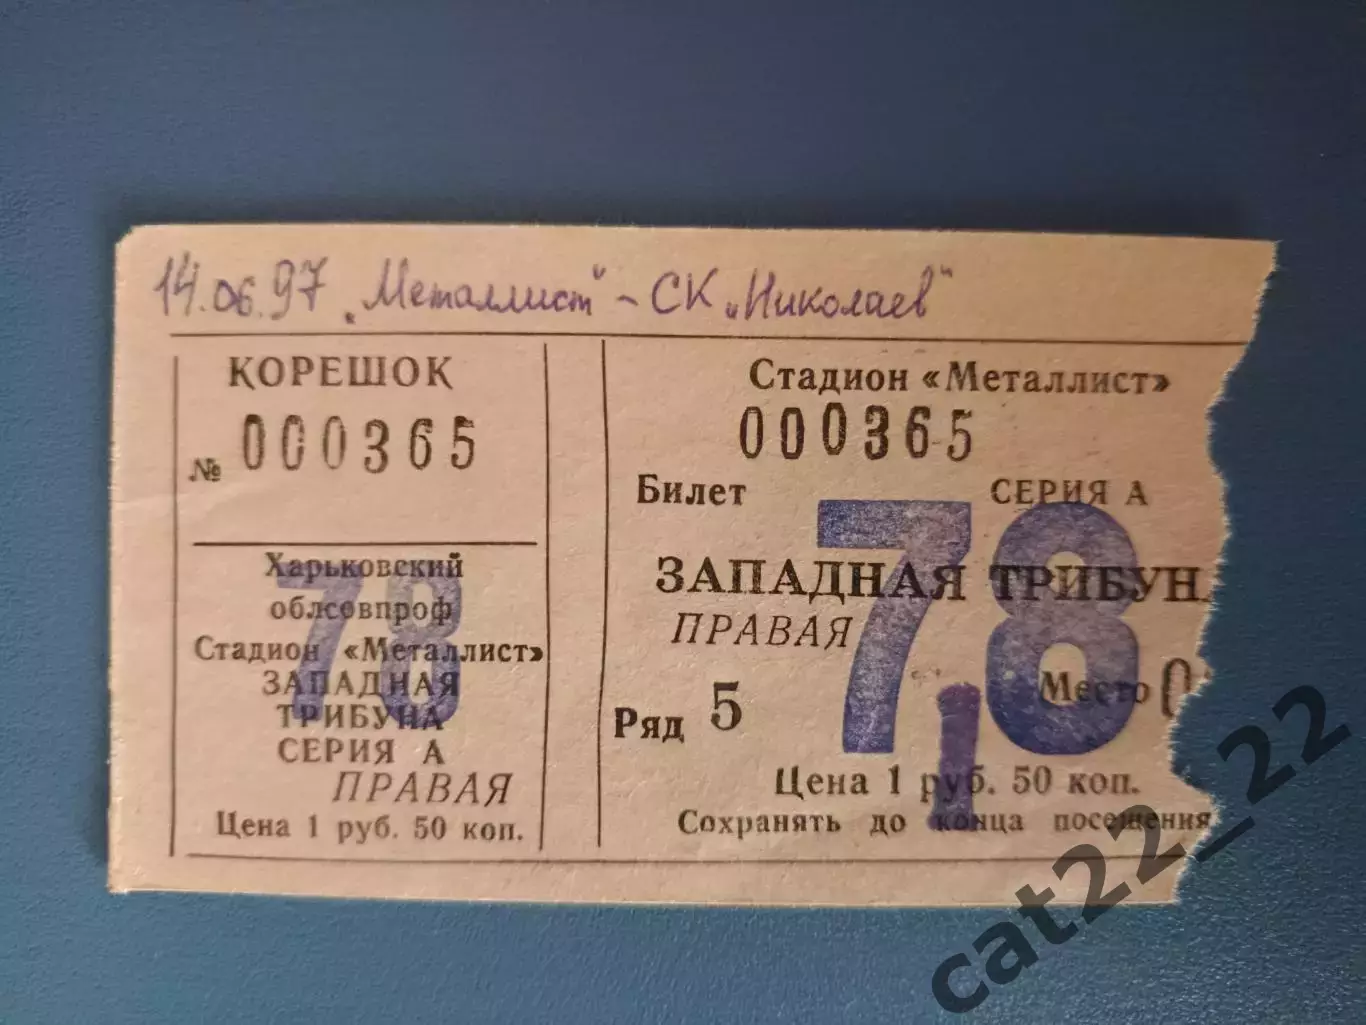 14.06.97 „Металлист" - СК „Николаев"
КОРЕШОК
№ 000365
Харьковский
облсовпроф
Стадион «Металлист»
ЗАПАДНАЯ
ТРИБУНА
СЕРИЯ А
ПРАВАЯ
Цена 1 руб. 50 коп.
78
Стадион «Металлист»
000365
Билет СЕРИЯ А
ЗАПАДНАЯ ТРИБУН
ПРАВАЯ
Ряд 5 Место 0
Цена 1 руб. 50 коп.
Сохранять до конца посещения
78
1
cat22_22